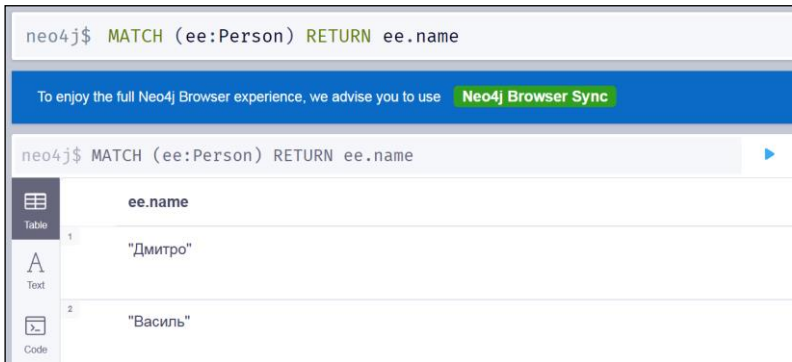 neo4j$ MATCH (ee:Person) RETURN ee.name
To enjoy the full Neo4j Browser experience, we advise you to use Neo4j Browser Sync
neo4j$ MATCH (ee:Person) RETURN ee.name
ee.name
Table
1
"Дмитро"
A
Text
2
"Василь"
>_
Code